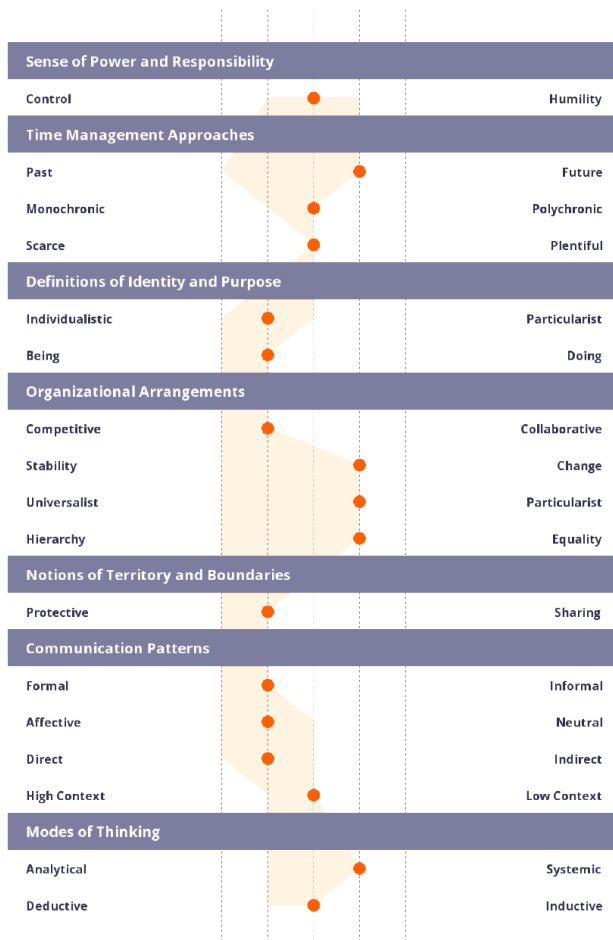 Sense of Power and Responsibility
Control Humility
Time Management Approaches
Past Future
Monochronic Polychronic
Scarce Plentiful
Definitions of Identity and Purpose
Individualistic Particularist
Being Doing
Organizational Arrangements
Competitive Collaborative
Stability Change
Universalist Particularist
Hierarchy Equality
Notions of Territory and Boundaries
Protective Sharing
Communication Patterns
Formal Informal
Affective Neutral
Direct Indirect
High Context Low Context
Modes of Thinking
Analytical Systemic
Deductive Inductive